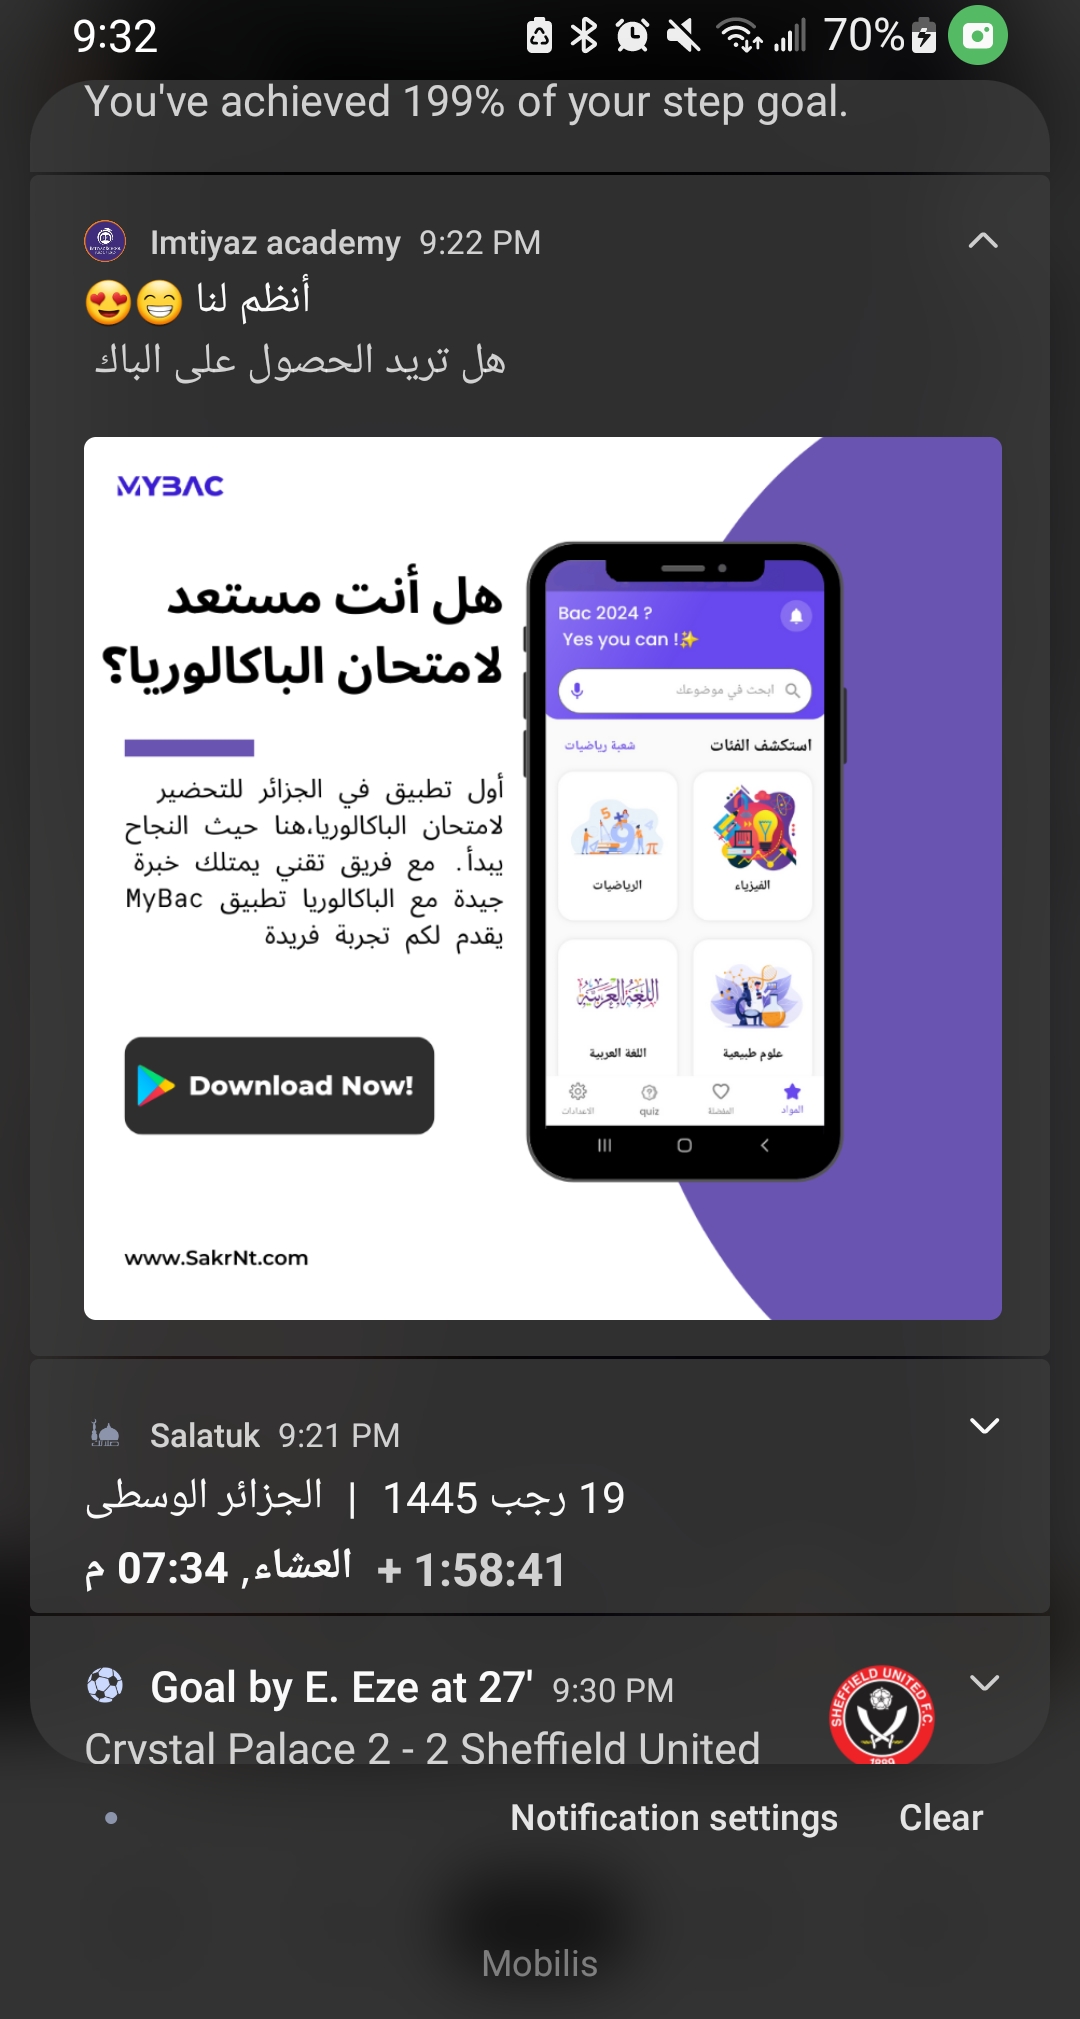 9:32
70%
You've achieved 199% of your step goal.
Imtiyaz academy 9:22 PM
أنظم لنا 😁😍
هل تريد الحصول على الباك
MYBAC
هل أنت مستعد
لامتحان الباكالوريا؟
أول تطبيق في الجزائر للتحضير
لامتحان الباكالوريا،هنا حيث النجاح
يبدأ. مع فريق تقني يمتلك خبرة
جيدة مع الباكالوريا تطبيق MyBac
يقدم لكم تجربة فريدة
Download Now!
www.SakrNt.com
Bac 2024 ?
Yes you can !✨
ابحث في موضوعك
استكشف الفئات
شعبة رياضيات
الفيزياء
الرياضيات
علوم طبيعية
اللغة العربية
اللغة العربية
المواد
المفضلة
quiz
الاعدادات
Salatuk 9:21 PM
19 رجب 1445 | الجزائر الوسطى
العشاء, 07:34 م + 1:58:41
Goal by E. Eze at 27' 9:30 PM
Crystal Palace 2 - 2 Sheffield United
SHEFFIELD UNITED F.C.
1889
Notification settings
Clear
Mobilis